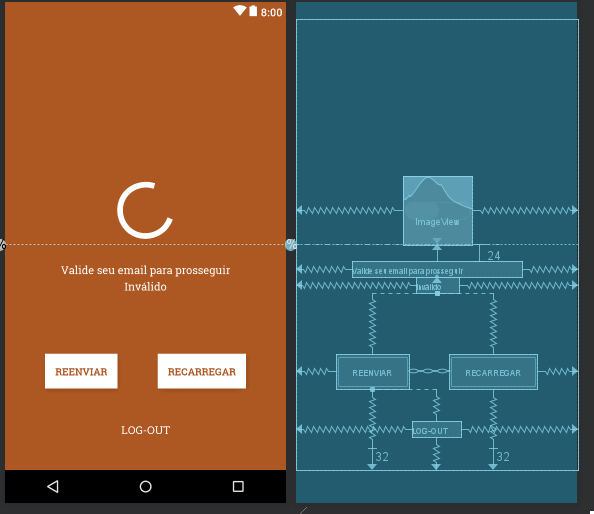 8:00
Valide seu email para prosseguir
Inválido
REENVIAR
RECARREGAR
LOG-OUT
%
%
ImageView
24
Valide seu email para prosseguir
Inválido
REENVIAR
RECARREGAR
LOG-OUT
32
32